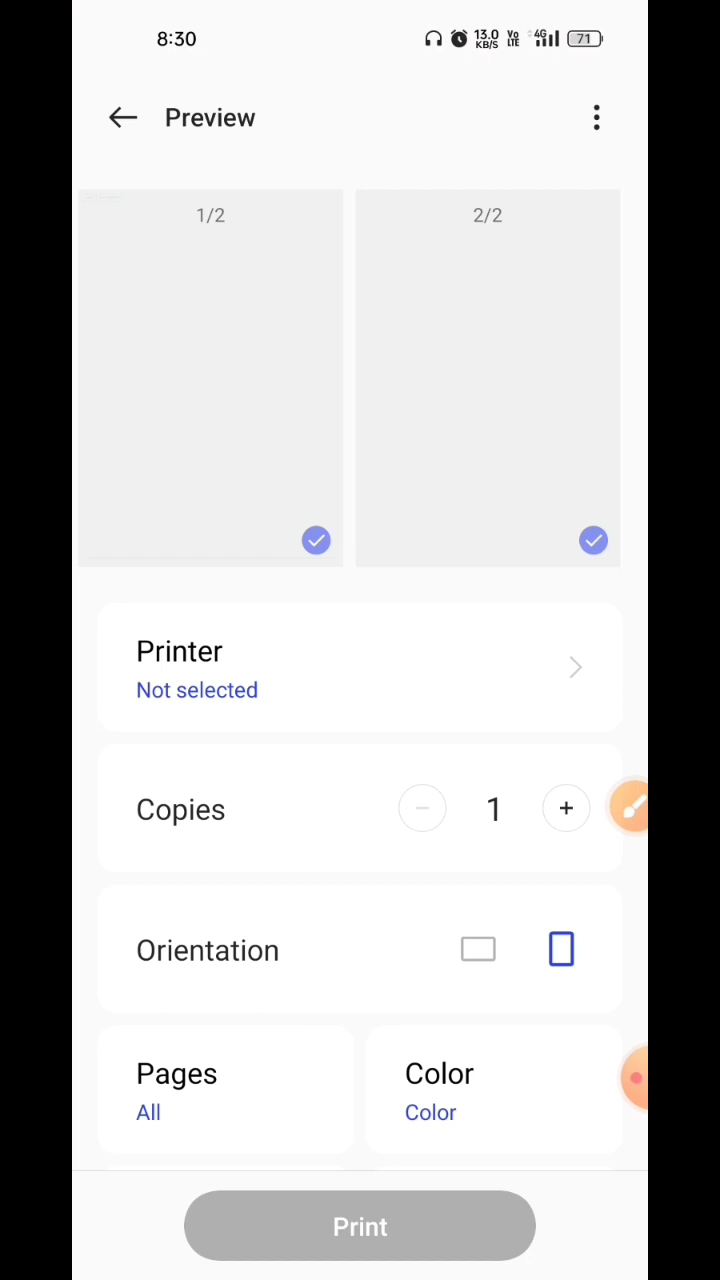 8:30
13.0
KB/S
Vo
LTE
4G
71
Preview
1/2
2/2
Printer
Not selected
Copies
1
Orientation
Pages
All
Color
Color
Print